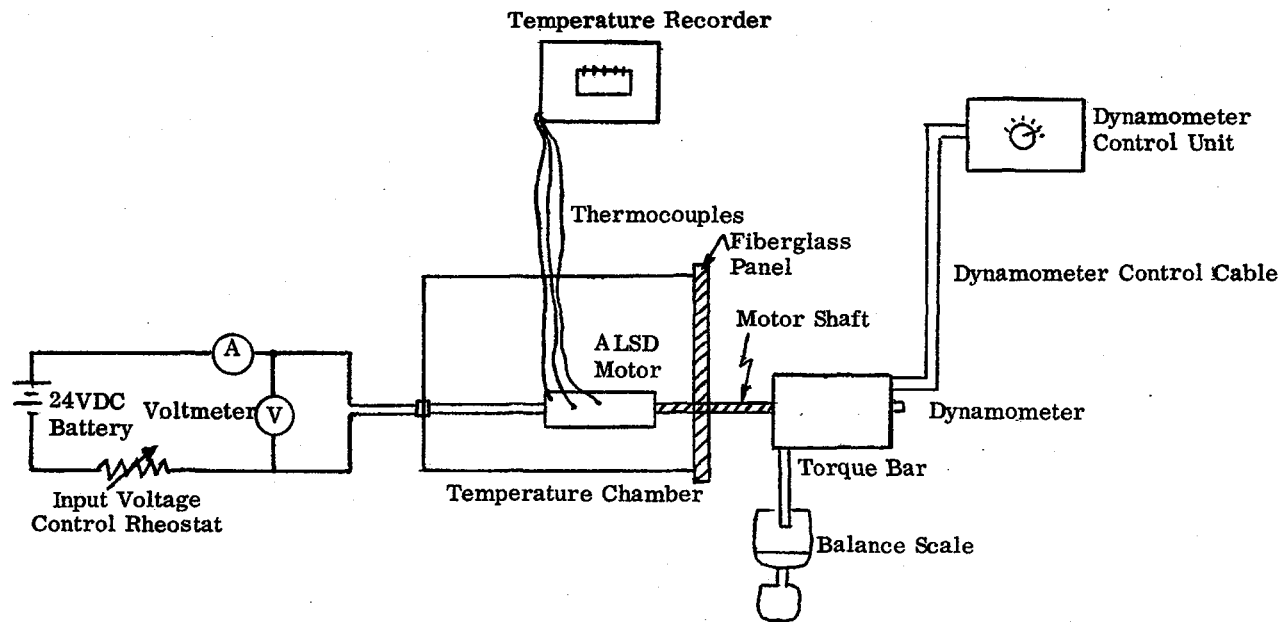 Temperature Recorder
Dynamometer
Control Unit
Thermocouples
Fiberglass
Panel
Dynamometer Control Cable
Motor Shaft
ALSD
Motor
A
24VDC
Battery
Voltmeter
V
Dynamometer
Torque Bar
Input Voltage
Control Rheostat
Temperature Chamber
Balance Scale